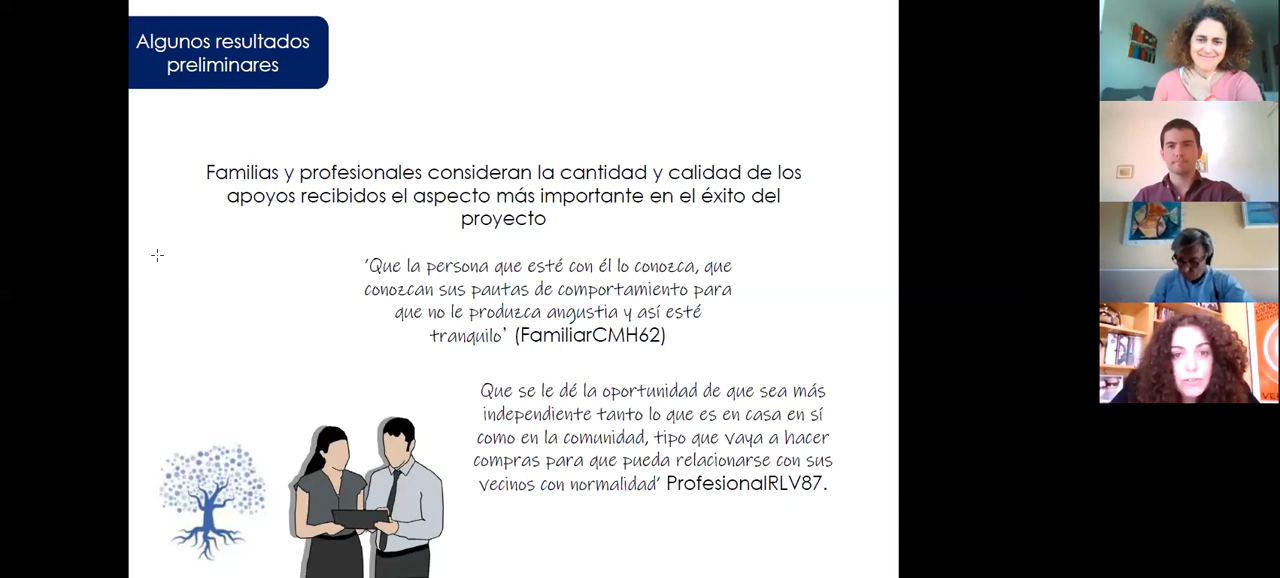 Algunos resultados
preliminares
Familias y profesionales consideran la cantidad y calidad de los
apoyos recibidos el aspecto más importante en el éxito del
proyecto
'Que la persona que esté con él lo conozca, que
conozcan sus pautas de comportamiento para
que no le produzca angustia y así esté
tranquilo' (FamiliarCMH62)
Que se le dé la oportunidad de que sea más
independiente tanto lo que es en casa en sí
como en la comunidad, tipo que vaya a hacer
compras para que pueda relacionarse con sus
vecinos con normalidad' ProfesionalRLV87.